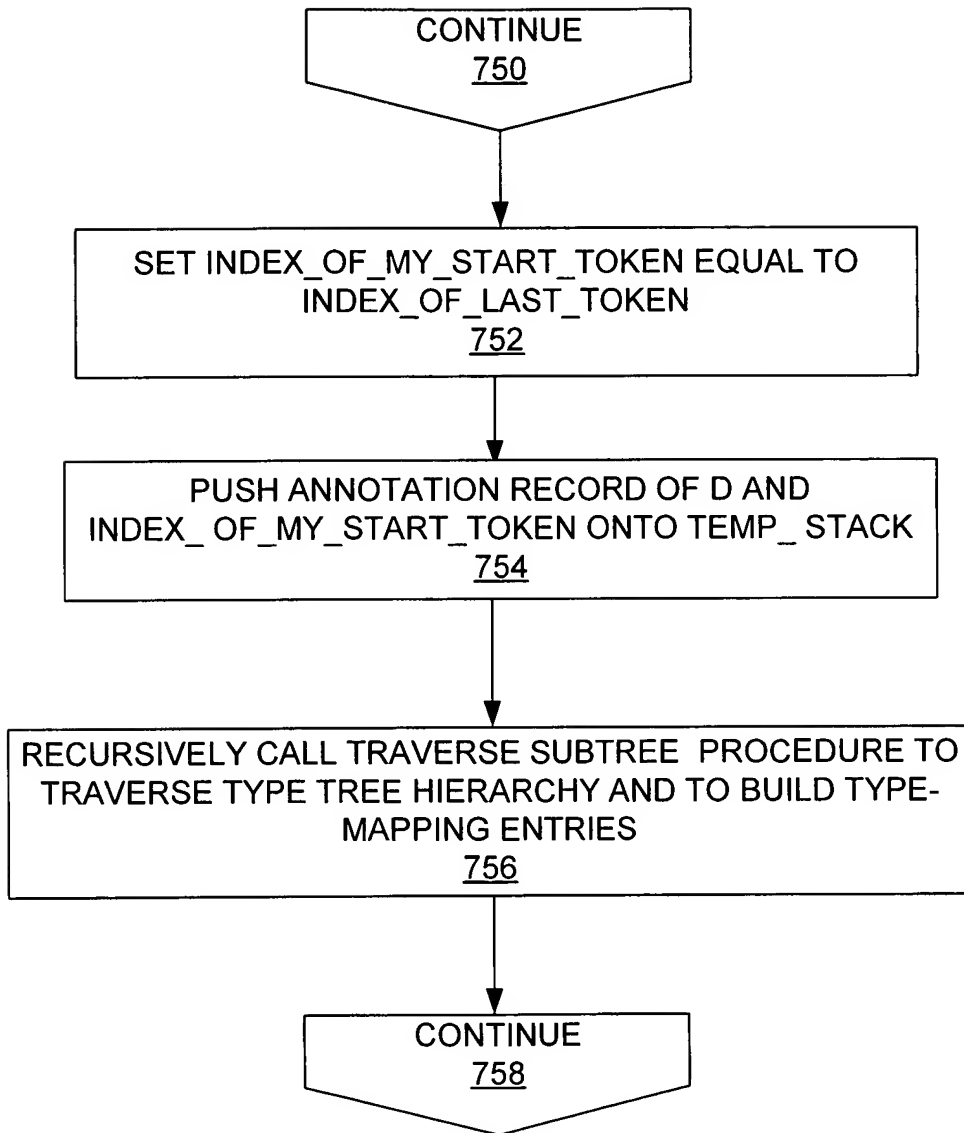 CONTINUE
750
SET INDEX_OF_MY_START_TOKEN EQUAL TO
INDEX_OF_LAST_TOKEN
752
PUSH ANNOTATION RECORD OF D AND
INDEX_ OF_MY_START_TOKEN ONTO TEMP_ STACK
754
RECURSIVELY CALL TRAVERSE SUBTREE PROCEDURE TO
TRAVERSE TYPE TREE HIERARCHY AND TO BUILD TYPE-
MAPPING ENTRIES
756
CONTINUE
758